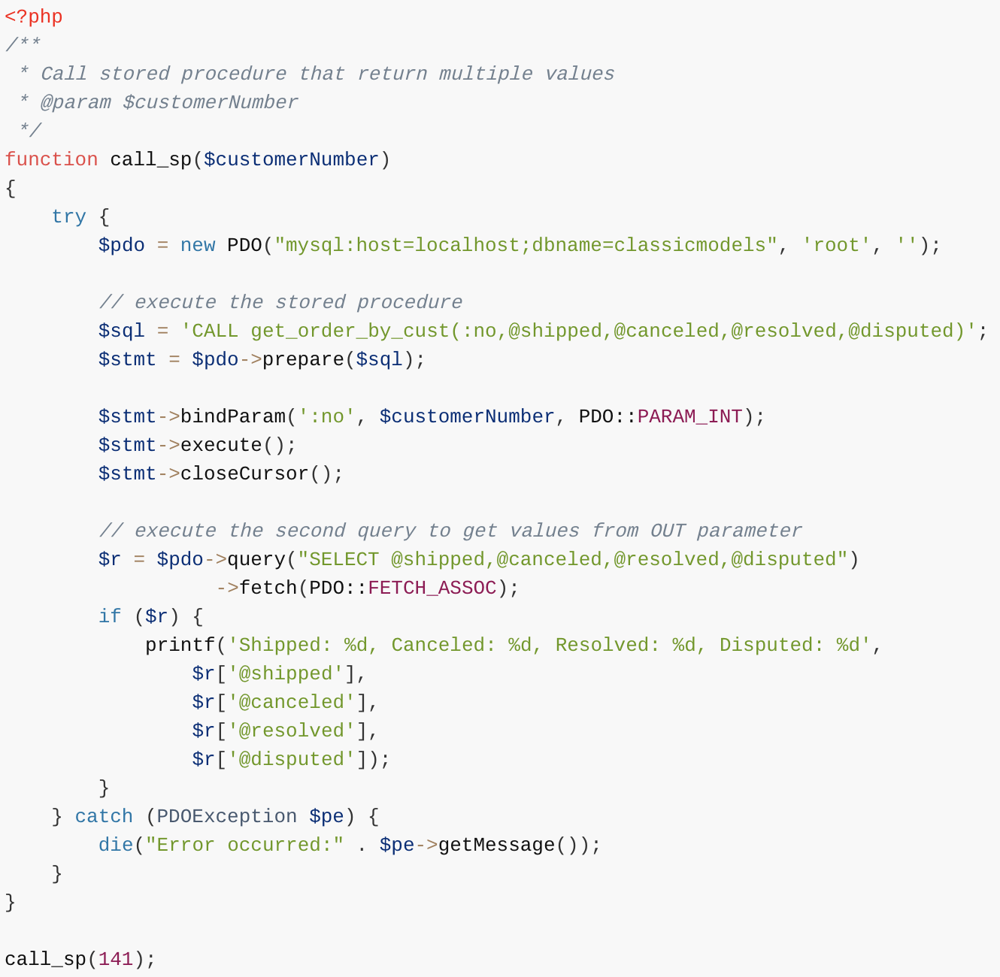 <?php
/**
 * Call stored procedure that return multiple values
 * @param $customerNumber
 */
function call_sp($customerNumber)
{
    try {
        $pdo = new PDO("mysql:host=localhost;dbname=classicmodels", 'root', '');

        // execute the stored procedure
        $sql = 'CALL get_order_by_cust(:no,@shipped,@canceled,@resolved,@disputed)';
        $stmt = $pdo->prepare($sql);

        $stmt->bindParam(':no', $customerNumber, PDO::PARAM_INT);
        $stmt->execute();
        $stmt->closeCursor();

        // execute the second query to get values from OUT parameter
        $r = $pdo->query("SELECT @shipped,@canceled,@resolved,@disputed")
                  ->fetch(PDO::FETCH_ASSOC);
        if ($r) {
            printf('Shipped: %d, Canceled: %d, Resolved: %d, Disputed: %d',
                $r['@shipped'],
                $r['@canceled'],
                $r['@resolved'],
                $r['@disputed']);
        }
    } catch (PDOException $pe) {
        die("Error occurred:" . $pe->getMessage());
    }
}

call_sp(141);